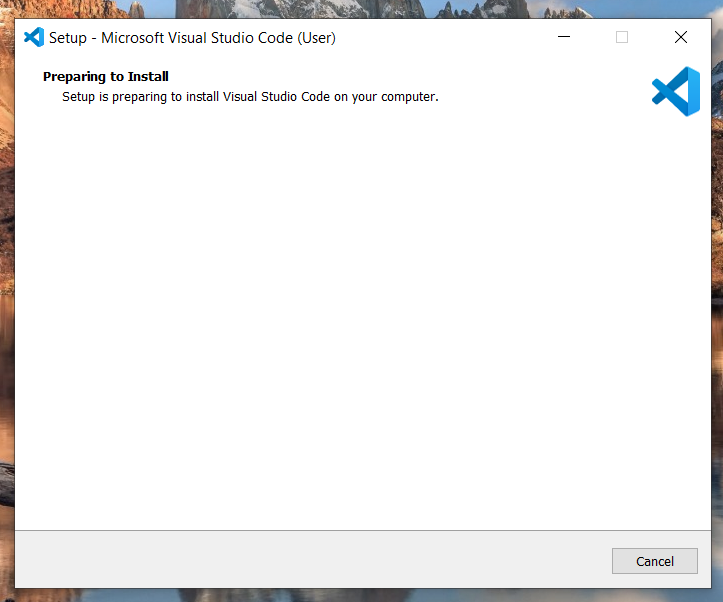 Setup - Microsoft Visual Studio Code (User)
Preparing to Install
Setup is preparing to install Visual Studio Code on your computer.
Cancel